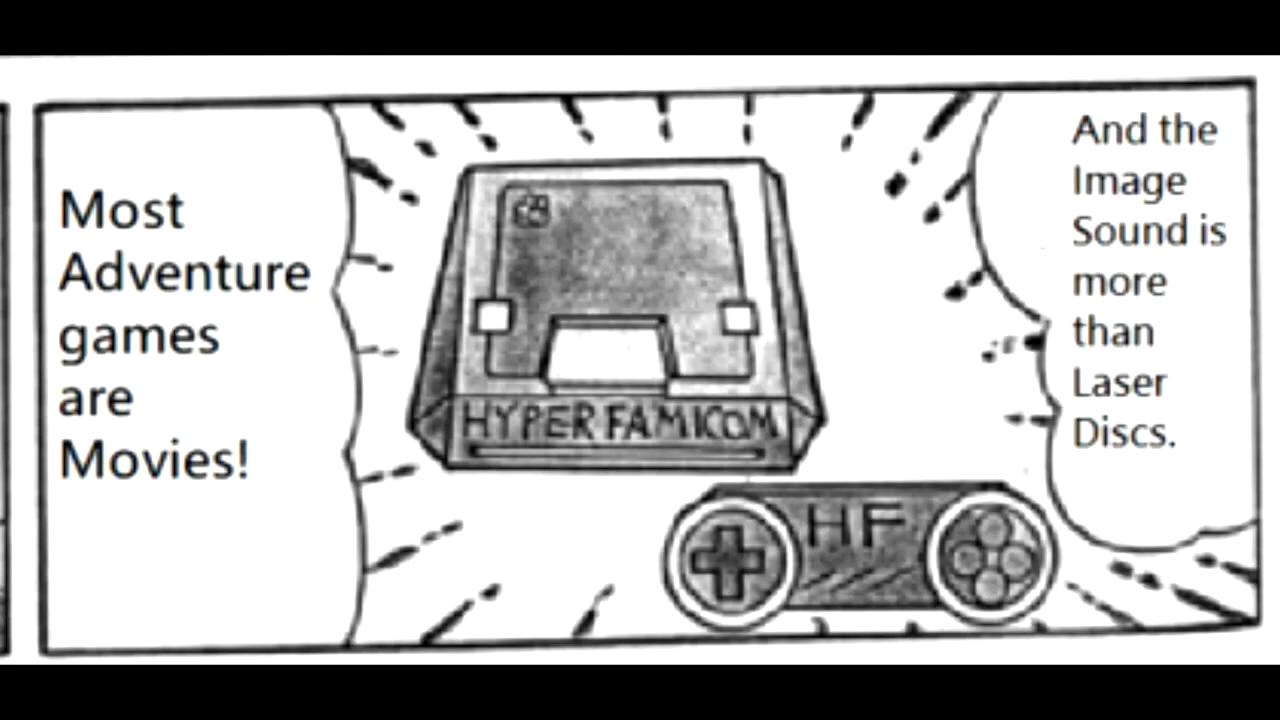 Most
Adventure
games
are
Movies!
HYPER FAMICOM
HF
And the
Image
Sound is
more
than
Laser
Discs.